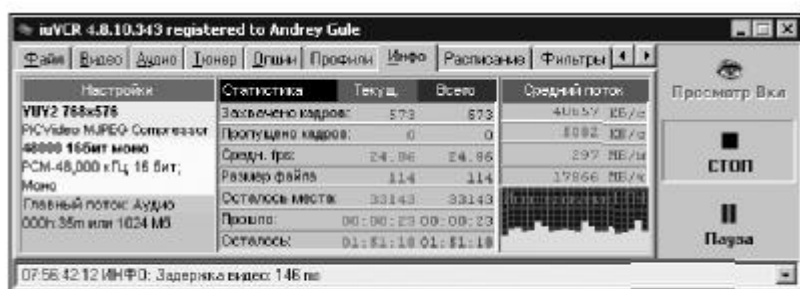 iuVCR 4.8.10.343 registered to Andrey Gule
Файл Видео Аудио Тюнер Опции Профили Инфо Расписание Фильтры
Настройки
YUY2 768x576
PICVideo MJPEG Compressor
48000 16Бит моно
PCM-48,000 кГц; 16 бит;
Моно
Главный поток: Аудио
000h:35m или 1024 Мб
Статистика Текущ. Всего
Захвачено кадров: 573 573
Пропущено кадров: 0 0
Средн. fps: 24.86 24.86
Размер файла 114 114
Осталось места: 33143 33143
Прошло: 00:00:23 00:00:23
Осталось: 01:51:18 01:51:18
Средний поток
40657 КБ/с
5082 КБ/с
297 МБ/м
17866 МБ/ч
Просмотр Вкл
СТОП
Пауза
07:56:42:12 ИНФО: Задержка видео: 146 ms